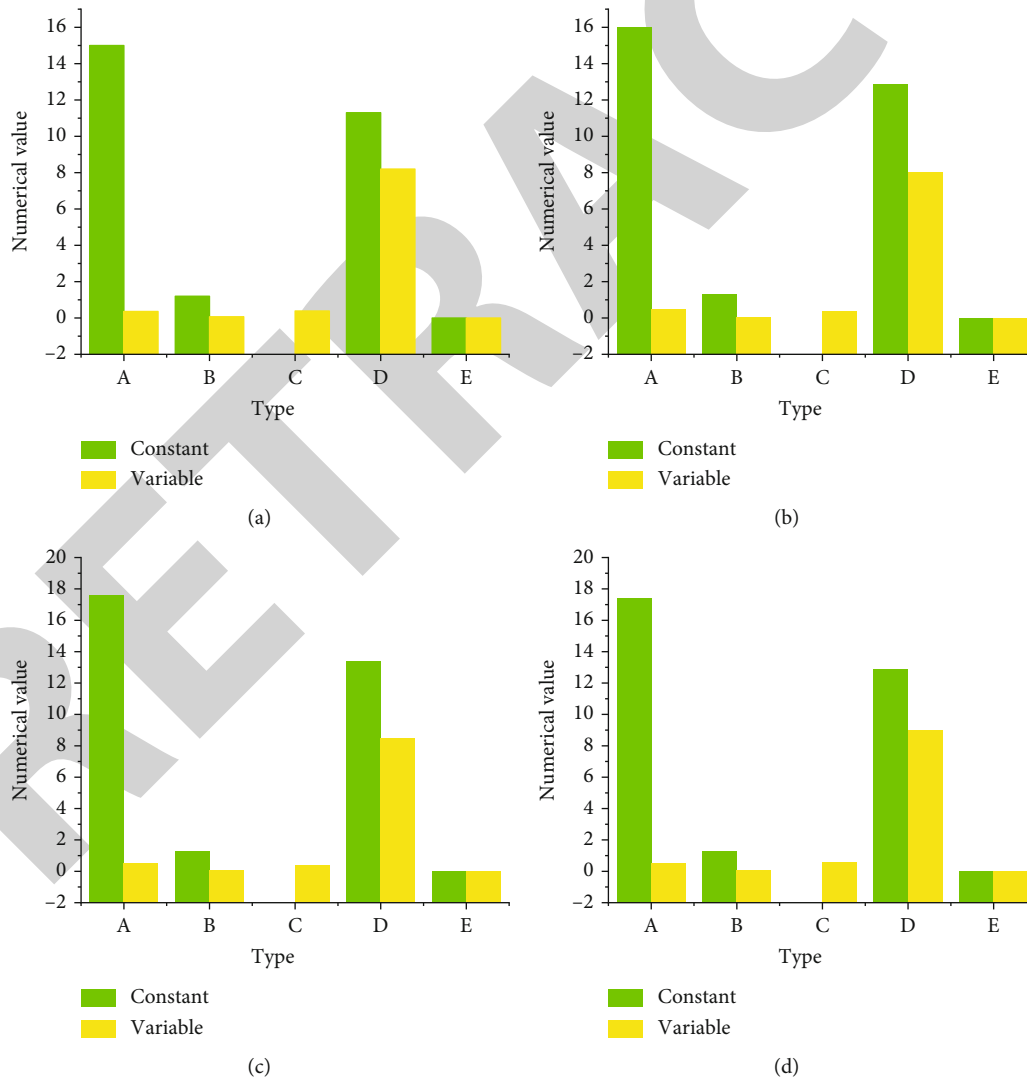 16
14
12
10
8
6
4
2
0
−2
Numerical value
A B C D E
Type
Constant
Variable
(a)
16
14
12
10
8
6
4
2
0
−2
Numerical value
A B C D E
Type
Constant
Variable
(b)
20
18
16
14
12
10
8
6
4
2
0
−2
Numerical value
A B C D E
Type
Constant
Variable
(c)
20
18
16
14
12
10
8
6
4
2
0
−2
Numerical value
A B C D E
Type
Constant
Variable
(d)
RETRAC